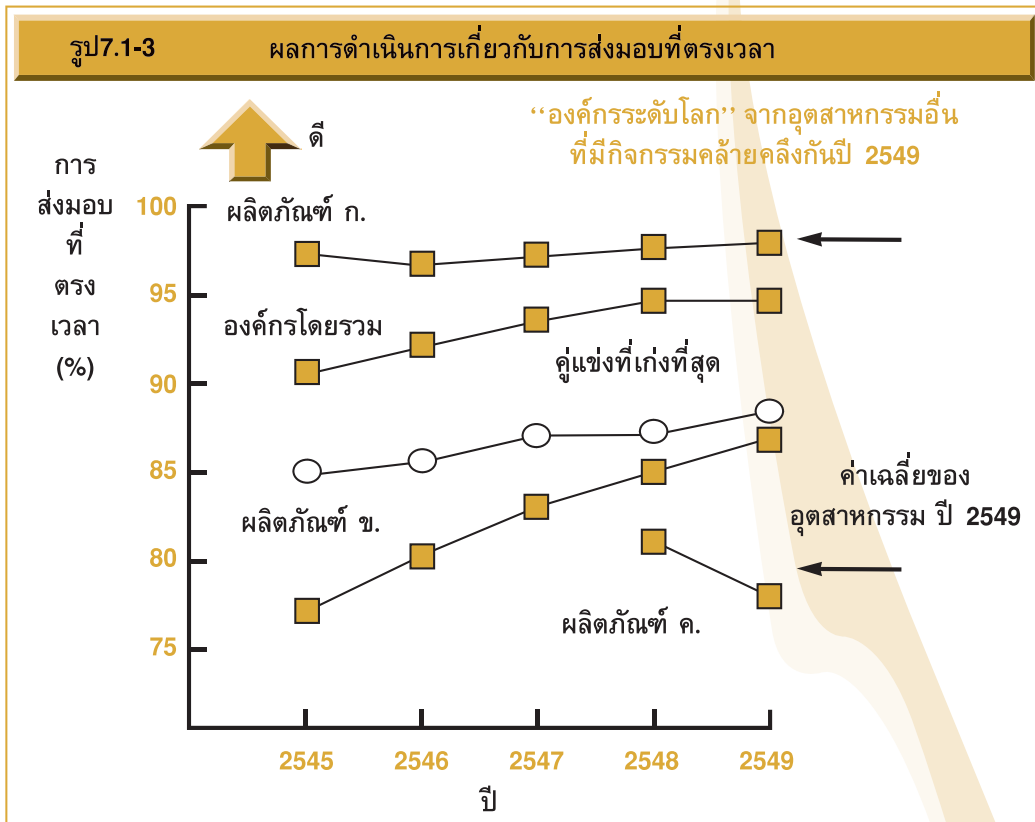 รูป7.1-3 ผลการดำเนินการเกี่ยวกับการส่งมอบที่ตรงเวลา
ดี
“องค์กรระดับโลก” จากอุตสาหกรรมอื่น
ที่มีกิจกรรมคล้ายคลึงกันปี 2549
การ
ส่งมอบ
ที่
ตรง
เวลา
(%)
100
95
90
85
80
75
ผลิตภัณฑ์ ก.
องค์กรโดยรวม
คู่แข่งที่เก่งที่สุด
ผลิตภัณฑ์ ข.
ค่าเฉลี่ยของ
อุตสาหกรรม ปี 2549
ผลิตภัณฑ์ ค.
2545 2546 2547 2548 2549
ปี